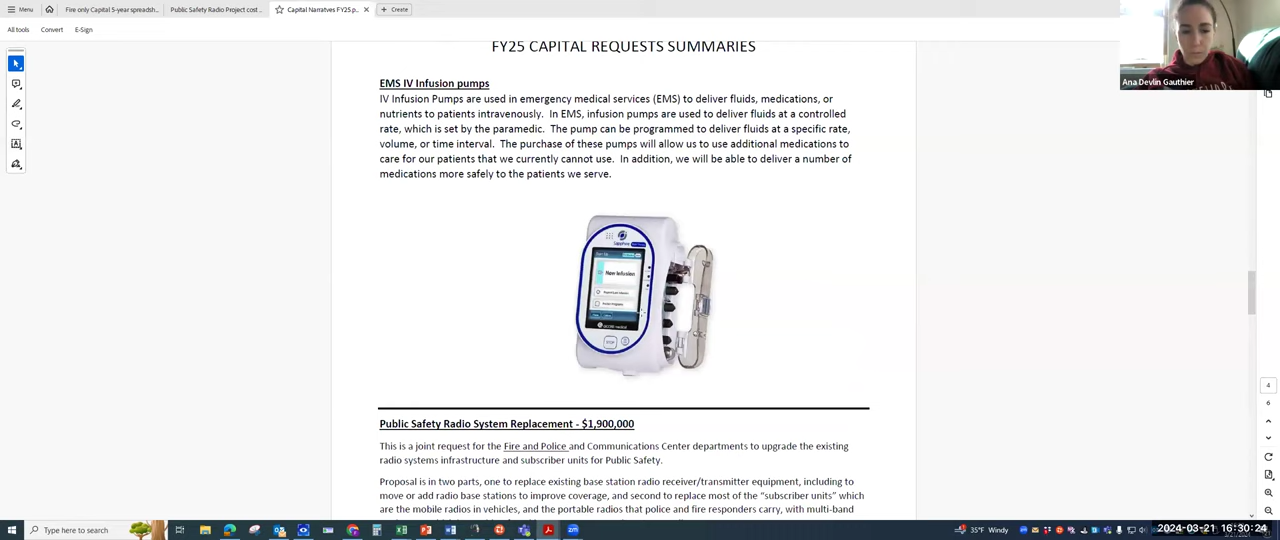 Menu
Fire only Capital 5-year spreadsh...
Public Safety Radio Project cost ...
Capital Narratives FY25.p...
Create
All tools
Convert
E-Sign
FY25 CAPITAL REQUESTS SUMMARIES
EMS IV Infusion pumps
IV Infusion Pumps are used in emergency medical services (EMS) to deliver fluids, medications, or
nutrients to patients intravenously. In EMS, infusion pumps are used to deliver fluids at a controlled
rate, which is set by the paramedic. The pump can be programmed to deliver fluids at a specific rate,
volume, or time interval. The purchase of these pumps will allow us to use additional medications to
care for our patients that we currently cannot use. In addition, we will be able to deliver a number of
medications more safely to the patients we serve.
New Infusion
STOP
Public Safety Radio System Replacement - $1,900,000
This is a joint request for the Fire and Police and Communications Center departments to upgrade the existing
radio systems infrastructure and subscriber units for Public Safety.
Proposal is in two parts, one to replace existing base station radio receiver/transmitter equipment, including to
move or add radio base stations to improve coverage, and second to replace most of the “subscriber units” which
are the mobile radios in vehicles, and the portable radios that police and fire responders carry, with multi-band
Ana Devlin Gauthier
4
6
Type here to search
35°F Windy
2024-03-21 16:30:24